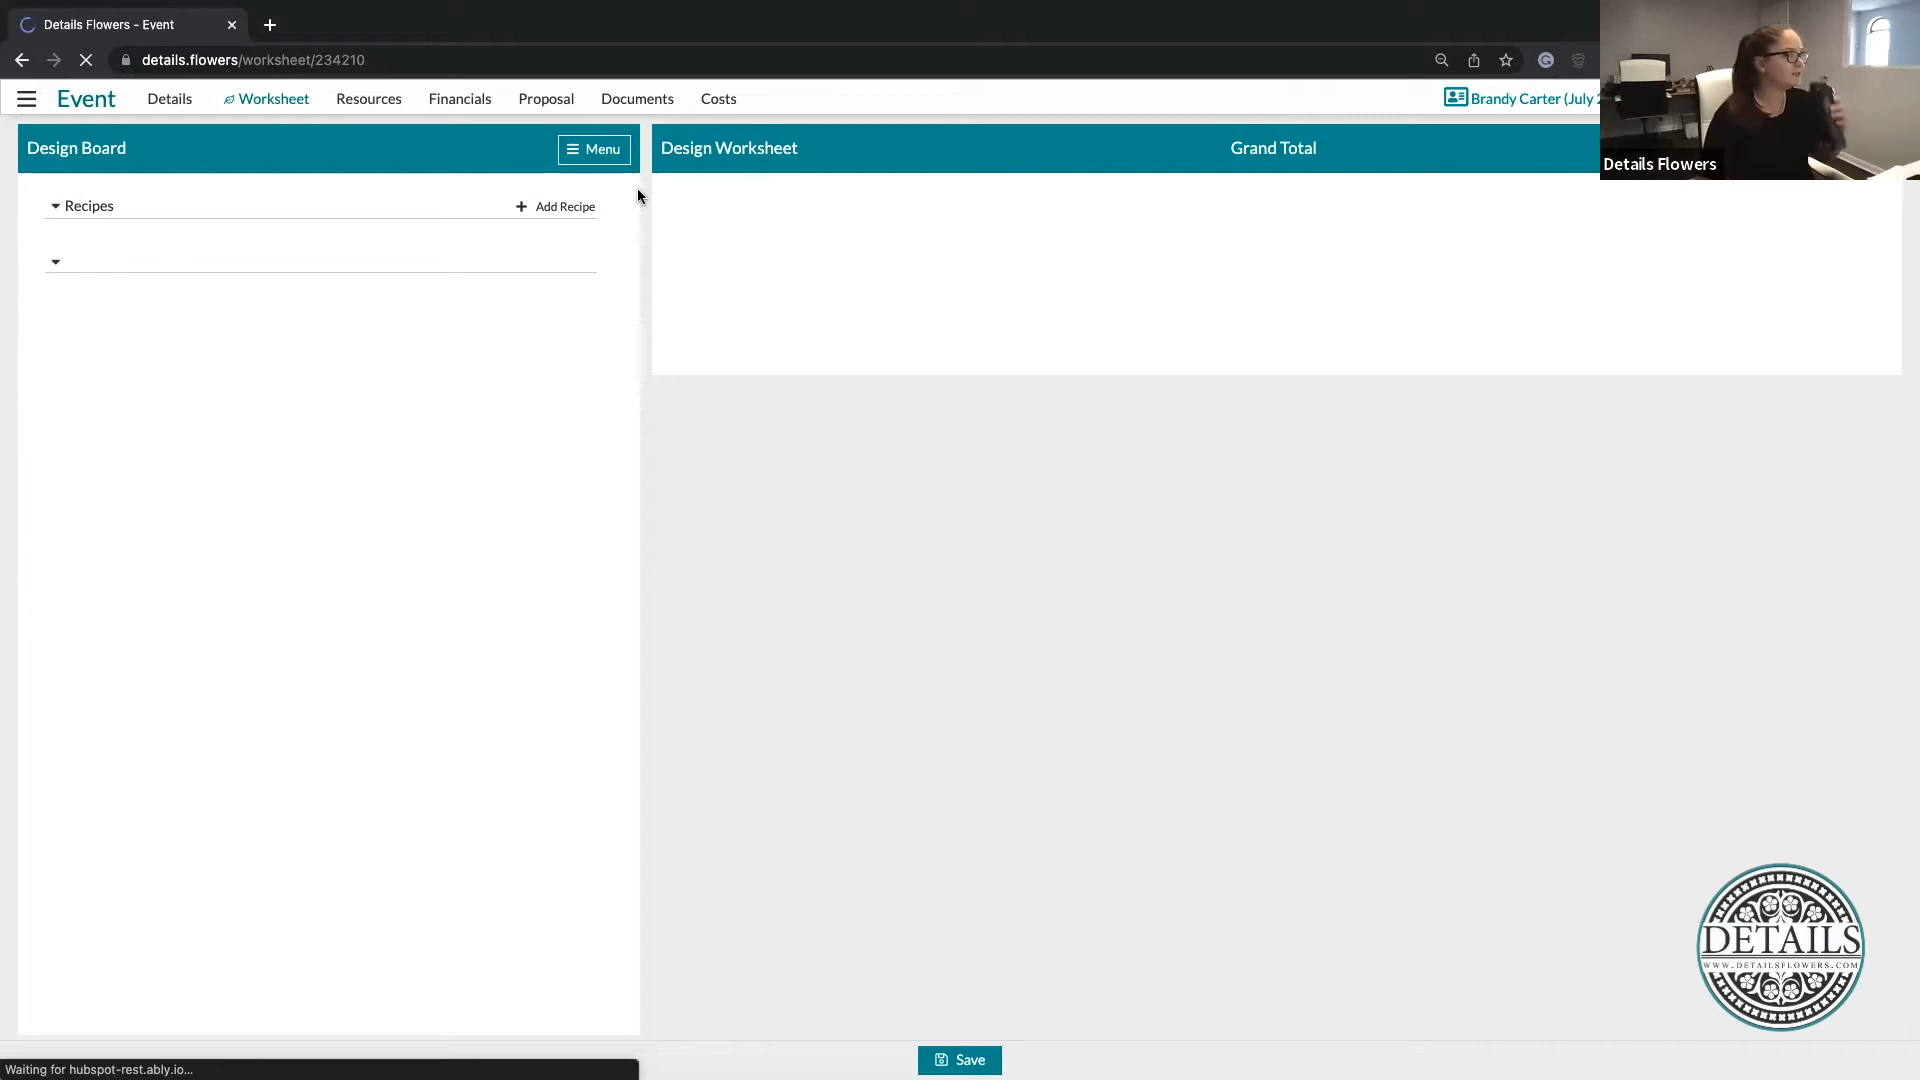 Details Flowers - Event
details.flowers/worksheet/234210
Event Details Worksheet Resources Financials Proposal Documents Costs Brandy Carter (July 2
Design Board Menu Design Worksheet Grand Total
Details Flowers
Recipes + Add Recipe
DETAILS
WWW.DETAILSFLOWERS.COM
Save
Waiting for hubspot-rest.ably.io...